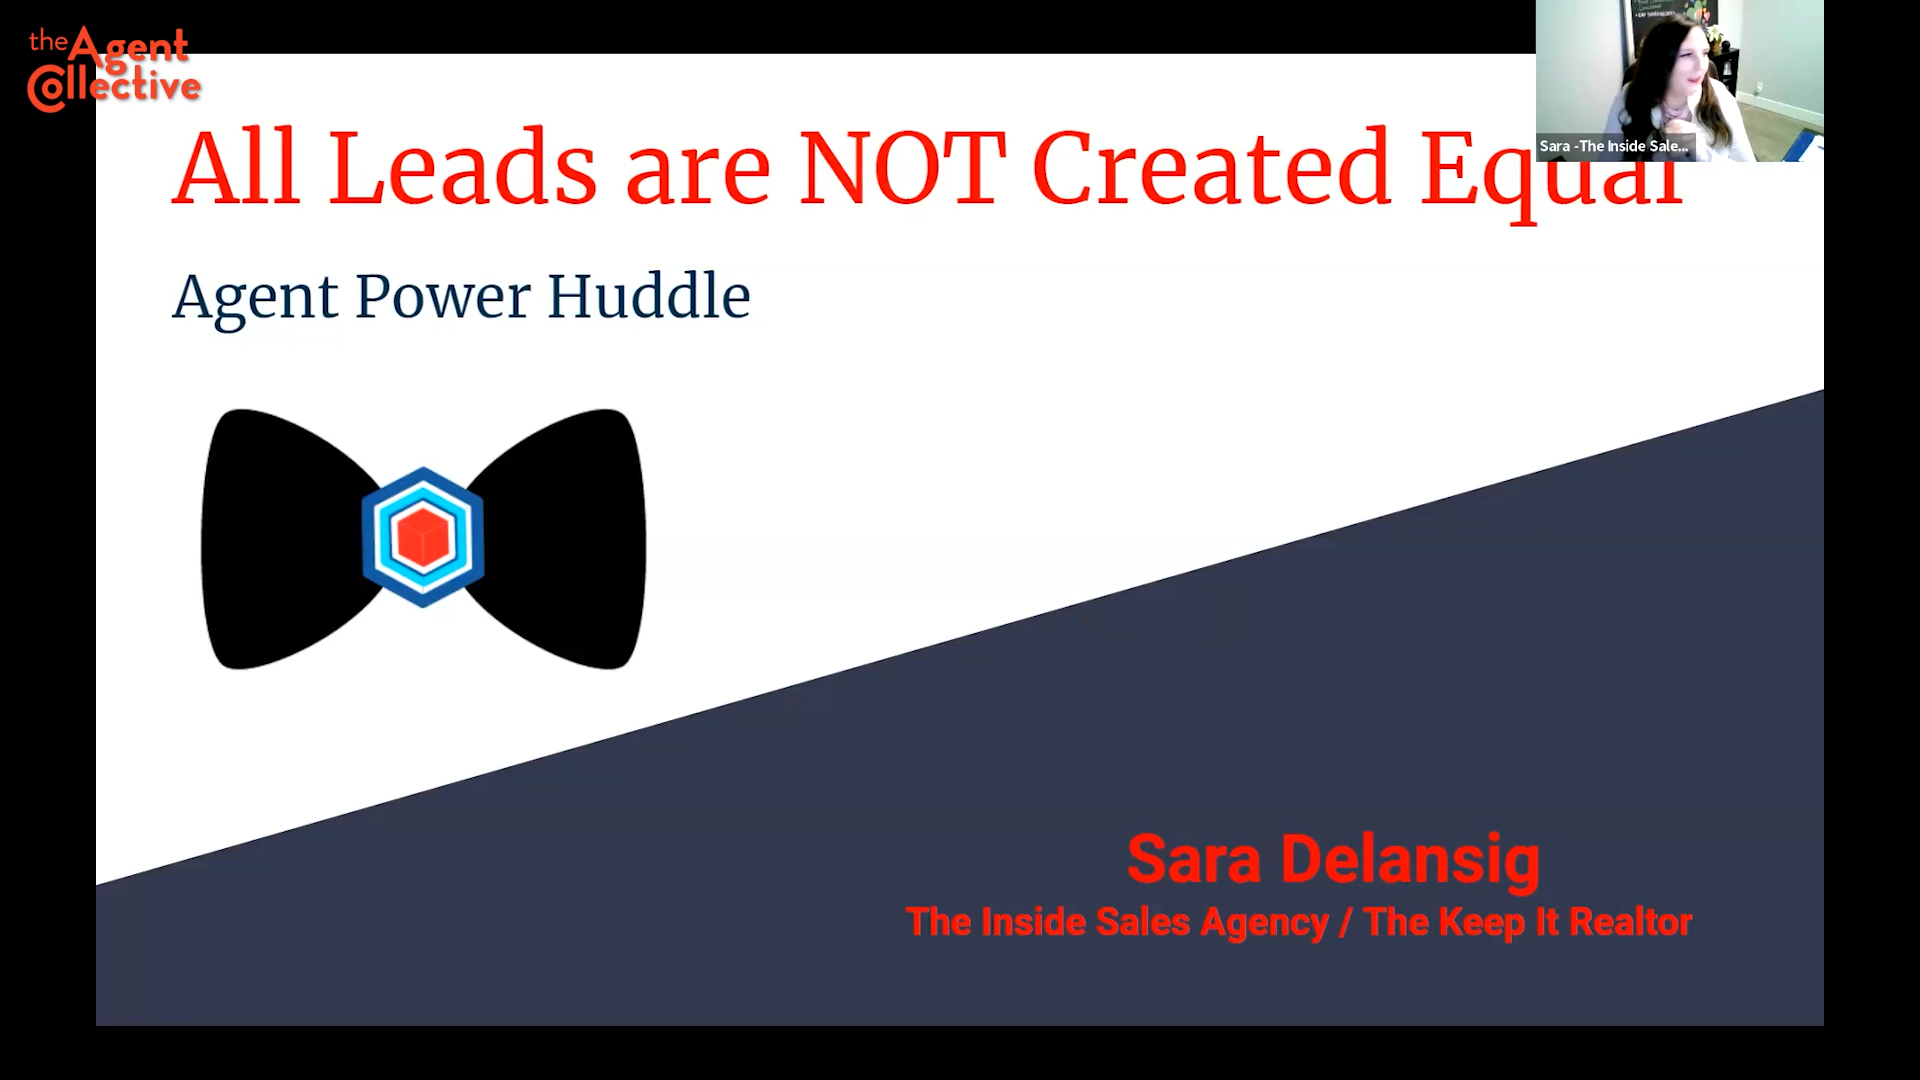 the Agent
Collective
Sara -The Inside Sale...
All Leads are NOT Created Equal
Agent Power Huddle
Sara Delansig
The Inside Sales Agency / The Keep It Realtor